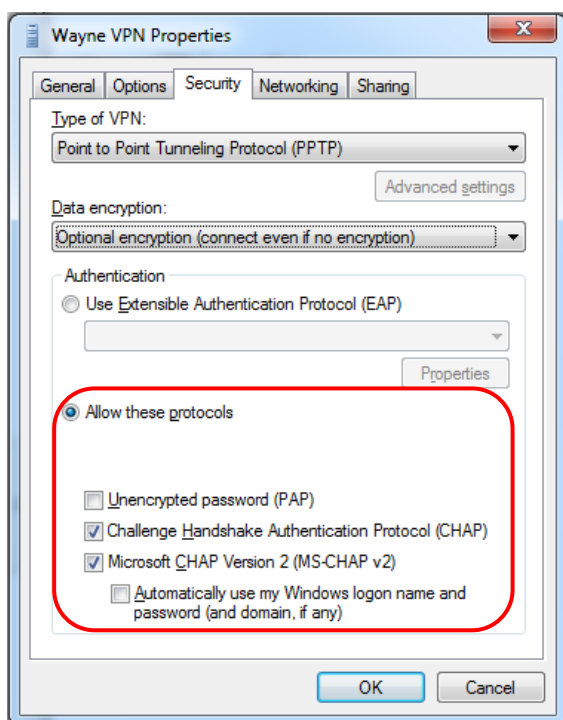 Wayne VPN Properties
General Options Security Networking Sharing
Type of VPN:
Point to Point Tunneling Protocol (PPTP)
Advanced settings
Data encryption:
Optional encryption (connect even if no encryption)
Authentication
Use Extensible Authentication Protocol (EAP)
Properties
Allow these protocols
Unencrypted password (PAP)
Challenge Handshake Authentication Protocol (CHAP)
Microsoft CHAP Version 2 (MS-CHAP v2)
Automatically use my Windows logon name and
password (and domain, if any)
OK Cancel